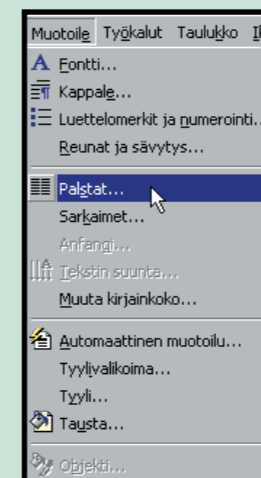 Muotoile Työkalut Taulukko
Fontti...
Kappale...
Luettelomerkit ja numerointi..
Reunat ja sävytys...
Palstat...
Sarkaimet...
Anfangi...
Tekstin suunta...
Muuta kirjainkoko...
Automaattinen muotoilu...
Tyylivalikoima...
Tyyli...
Tausta...
Objekti...